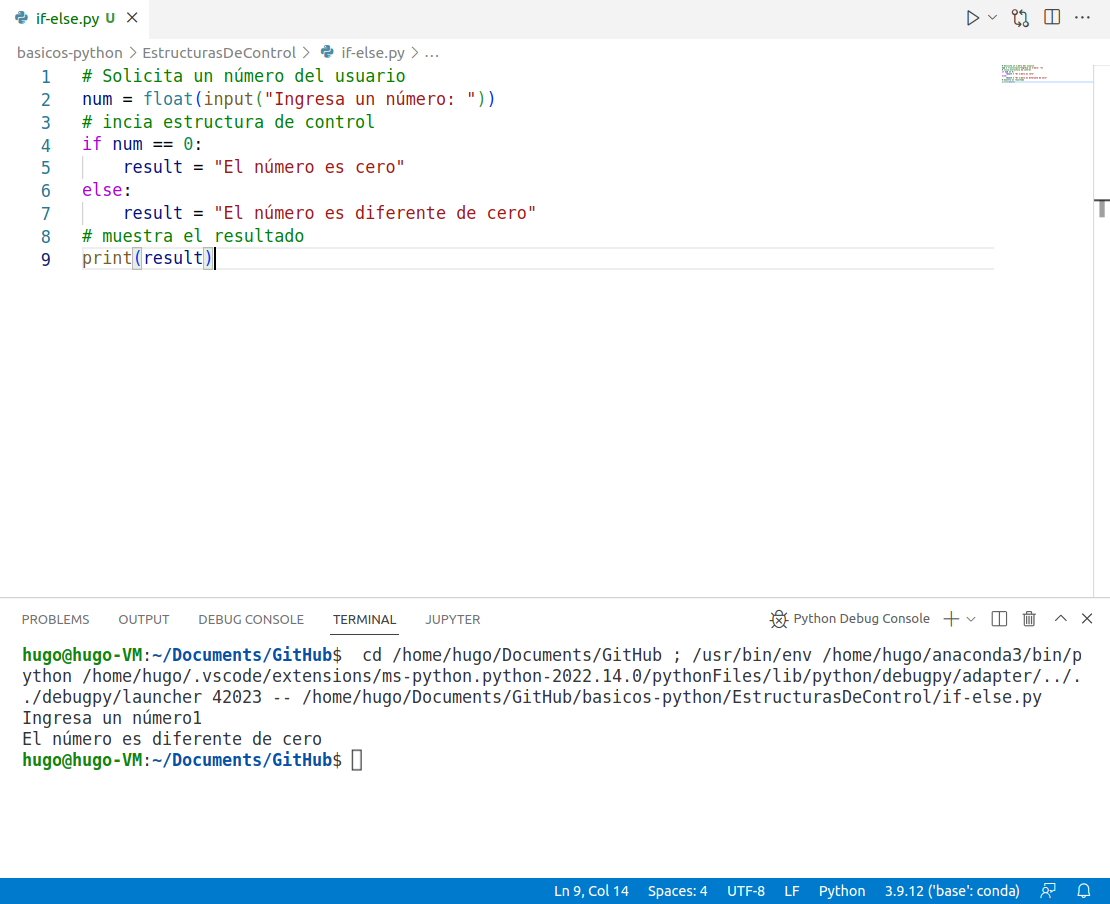 if-else.py U
basicos-python > EstructurasDeControl > if-else.py > ...
1 # Solicita un número del usuario
2 num = float(input("Ingresa un número: "))
3 # incia estructura de control
4 if num == 0:
5     result = "El número es cero"
6 else:
7     result = "El número es diferente de cero"
8 # muestra el resultado
9 print(result)
PROBLEMS OUTPUT DEBUG CONSOLE TERMINAL JUPYTER Python Debug Console
hugo@hugo-VM:~/Documents/GitHub$  cd /home/hugo/Documents/GitHub ; /usr/bin/env /home/hugo/anaconda3/bin/p
ython /home/hugo/.vscode/extensions/ms-python.python-2022.14.0/pythonFiles/lib/python/debugpy/adapter/../.
./debugpy/launcher 42023 -- /home/hugo/Documents/GitHub/basicos-python/EstructurasDeControl/if-else.py
Ingresa un número1
El número es diferente de cero
hugo@hugo-VM:~/Documents/GitHub$
Ln 9, Col 14 Spaces: 4 UTF-8 LF Python 3.9.12 ('base': conda)